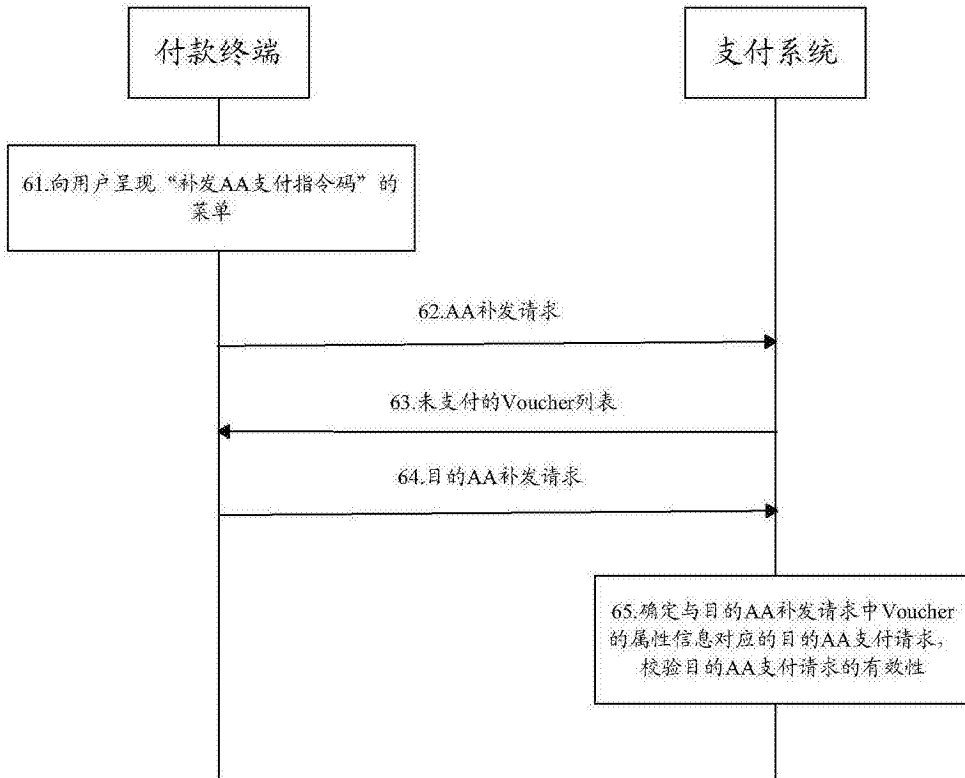 付款终端
支付系统
61.向用户呈现“补发AA支付指令码”的
菜单
62.AA补发请求
63.未支付的Voucher列表
64.目的AA补发请求
65.确定与目的AA补发请求中Voucher
的属性信息对应的目的AA支付请求，
校验目的AA支付请求的有效性